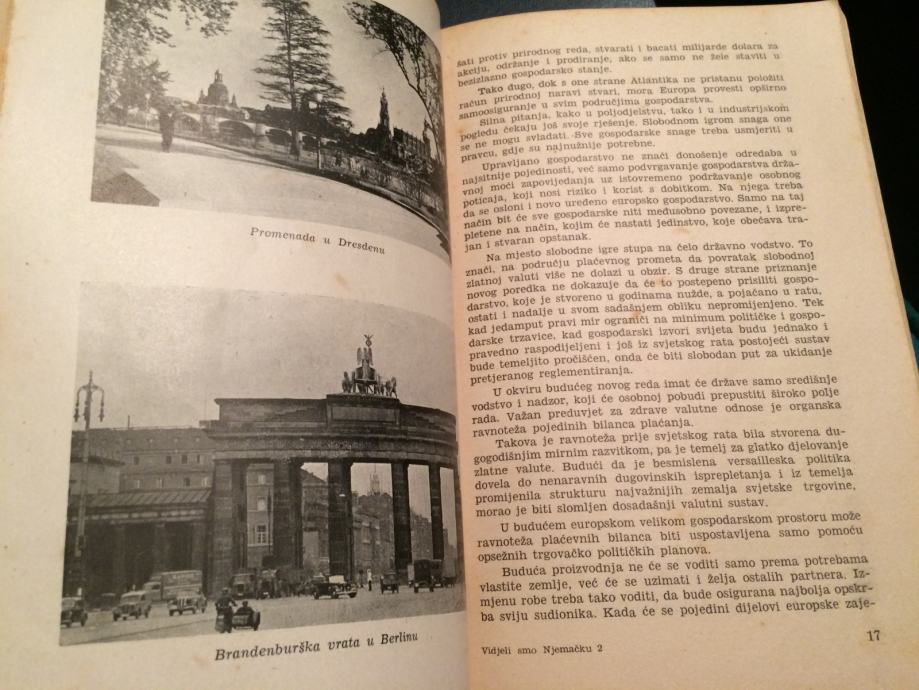 Promenada u Dresdenu
Brandenburška vrata u Berlinu
šati protiv prirodnog reda, stvarati i bacati milijarde dolara za
akciju, održanje i prodiranje, ako se samo ne žele staviti u
bezizlazno gospodarsko stanje.
Tako dugo, dok s one strane Atlantika ne pristanu položiti
račun prirodnoj naravi stvari, mora Europa provesti opširno
samoosiguranje u svim područjima gospodarstva.
Silna pitanja, kako u poljodjelstvu, tako i u industrijskom
pogledu čekaju još svoje rješenje. Slobodnom igrom snaga one
se ne mogu svladati. Sve gospodarske snage treba usmjeriti u
pravcu, gdje su najnužnije potrebne.
Upravljano gospodarstvo ne znači donošenje odredaba u
najsitnije pojedinosti, već samo podvrgavanje gospodarstva drža-
vnoj moći zapovijedanja uz istovremeno podržavanje osobnog
poticaja, koji nosi riziko i korist s dobitkom. Na njega treba
da se osloni i novo uređeno europsko gospodarstvo. Samo na taj
način bit će sve gospodarske niti međusobno povezane, i izpre-
pletene na način, kojim će nastati jedinstvo, koje obećava tra-
jan i stvaran opstanak.
Na mjesto slobodne igre stupa na čelo državno vodstvo. To
znači, na području plaćevnog prometa da povratak slobodnoj
zlatnoj valuti više ne dolazi u obzir. S druge strane priznanje
novog poredka ne dokazuje da će to postepeno prisiliti gospo-
darstvo, koje je stvoreno u godinama nužde, a pojačano u ratu,
ostati i nadalje u svom sadašnjem obliku nepromijenjeno. Tek
kad jedamput pravi mir ograniči na minimum političke i gospo-
darske trzavice, kad gospodarski izvori svijeta budu jednako i
pravedno raspodijeljeni i još iz svjetskog rata postojeći sustav
bude temeljito pročišćen, onda će biti slobodan put za ukidanje
pretjeranog reglementiranja.
U okviru budućeg novog reda imat će države samo središnje
vodstvo i nadzor, koji će osobnoj pobudi prepustiti široko polje
rada. Važan preduvjet za zdrave valutne odnose je organska
ravnoteža pojedinih bilanca plaćanja.
Takova je ravnoteža prije svjetskog rata bila stvorena du-
gogodišnjim mirnim razvitkom, pa je temelj za glatko djelovanje
zlatne valute. Budući da je besmislena versailleska politika
dovela do nenaravnih dugovinskih isprepletanja i iz temelja
promijenila strukturu najvažnijih zemalja svjetske trgovine,
morao je biti slomljen dosadašnji valutni sustav.
U budućem europskom velikom gospodarskom prostoru može
ravnoteža plaćevnih bilanca biti uspostavljena samo pomoću
opsežnih trgovačko političkih planova.
Buduća proizvodnja ne će se voditi samo prema potrebama
vlastite zemlje, već će se uzimati i želja ostalih partnera. Iz-
mjenu robe treba tako voditi, da bude osigurana najbolja opskr-
ba sviju sudionika. Kada će se pojedini dijelovi europske zaje-
Vidjeli smo Njemačku 2
17